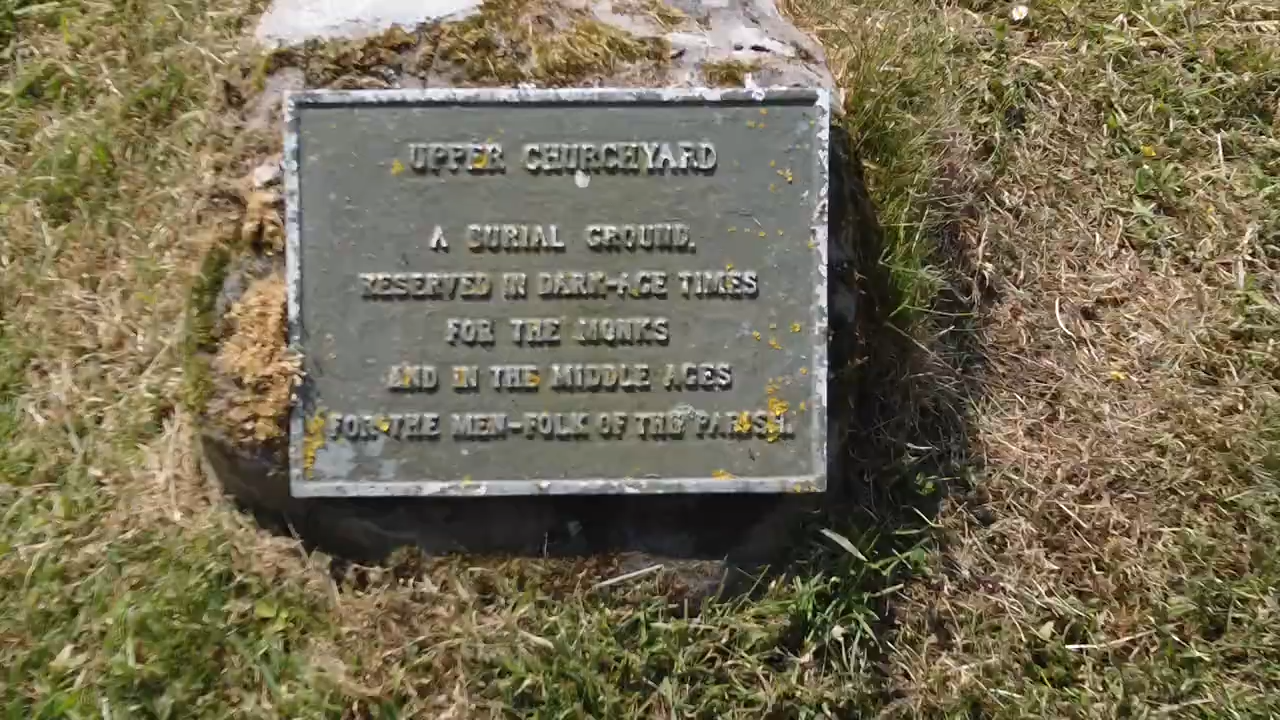 UPPER CHURCHYARD
A BURIAL GROUND,
RESERVED IN DARK-AGE TIMES
FOR THE MONKS
AND IN THE MIDDLE AGES
FOR THE MEN-FOLK OF THE PARISH.